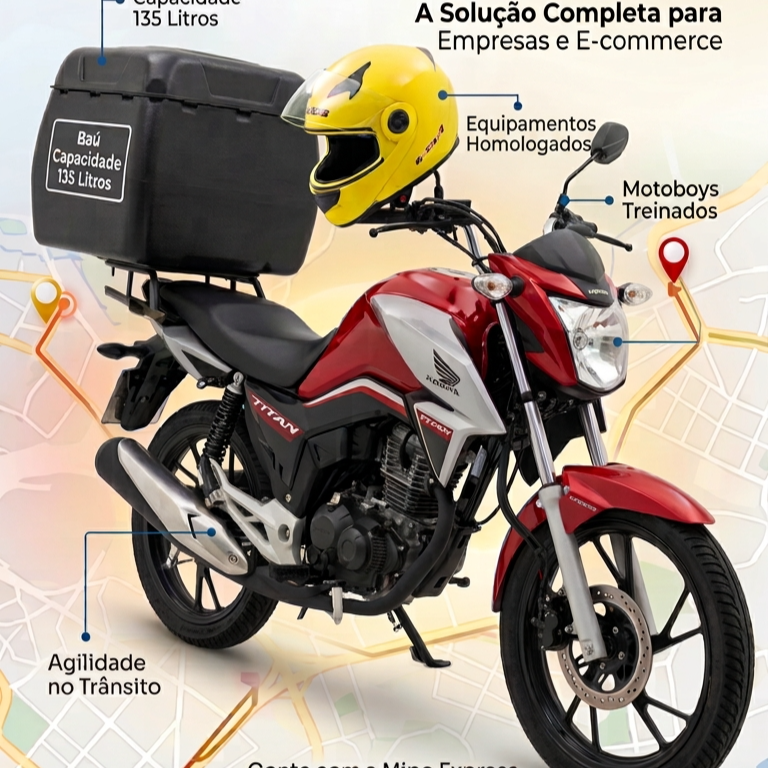 Capacidade
135 Litros
A Solução Completa para
Empresas e E-commerce
Baú
Capacidade
135 Litros
Equipamentos
Homologados
Motoboys
Treinados
TITAN
Agilidade
no Trânsito